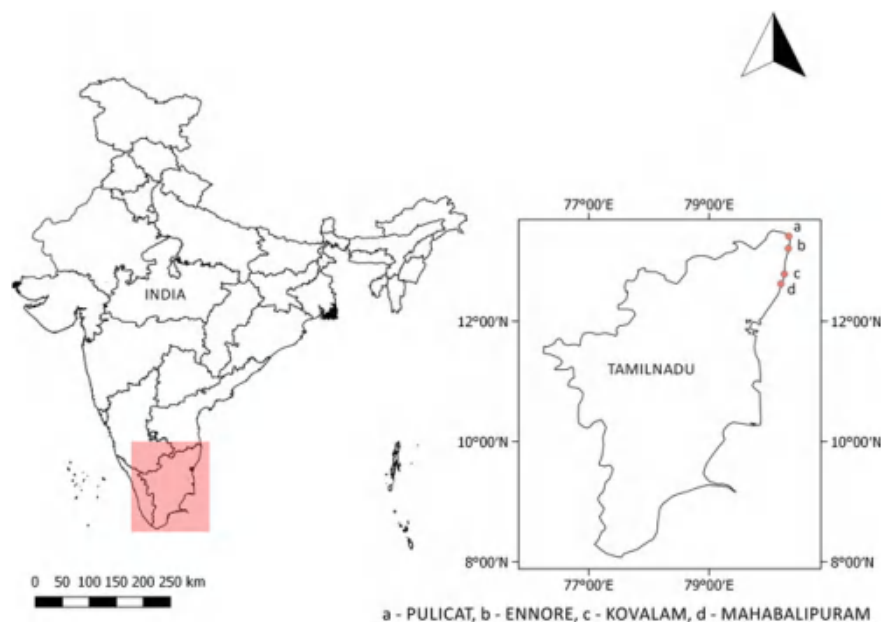 77°00'E 79°00'E
a
b
c
d
INDIA
12°00'N 12°00'N
TAMILNADU
10°00'N 10°00'N
8°00'N 8°00'N
0 50 100 150 200 250 km
77°00'E 79°00'E
a - PULICAT, b - ENNORE, c - KOVALAM, d - MAHABALIPURAM